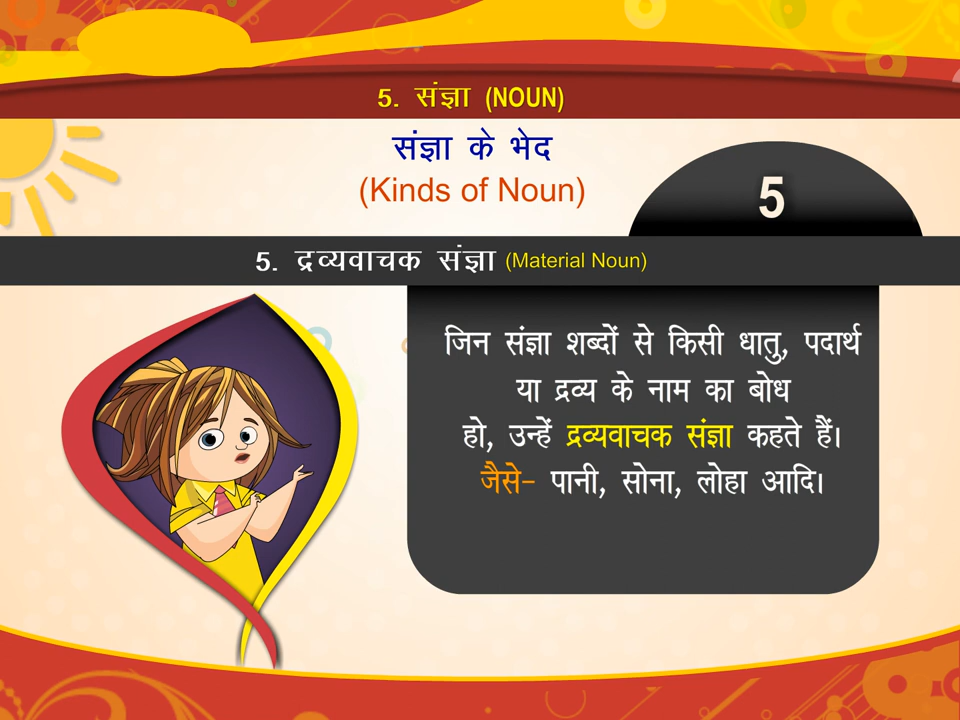 5. संज्ञा (NOUN)
संज्ञा के भेद
(Kinds of Noun)
5
5. द्रव्यवाचक संज्ञा (Material Noun)
जिन संज्ञा शब्दों से किसी धातु, पदार्थ
या द्रव्य के नाम का बोध
हो, उन्हें द्रव्यवाचक संज्ञा कहते हैं।
जैसे– पानी, सोना, लोहा आदि।